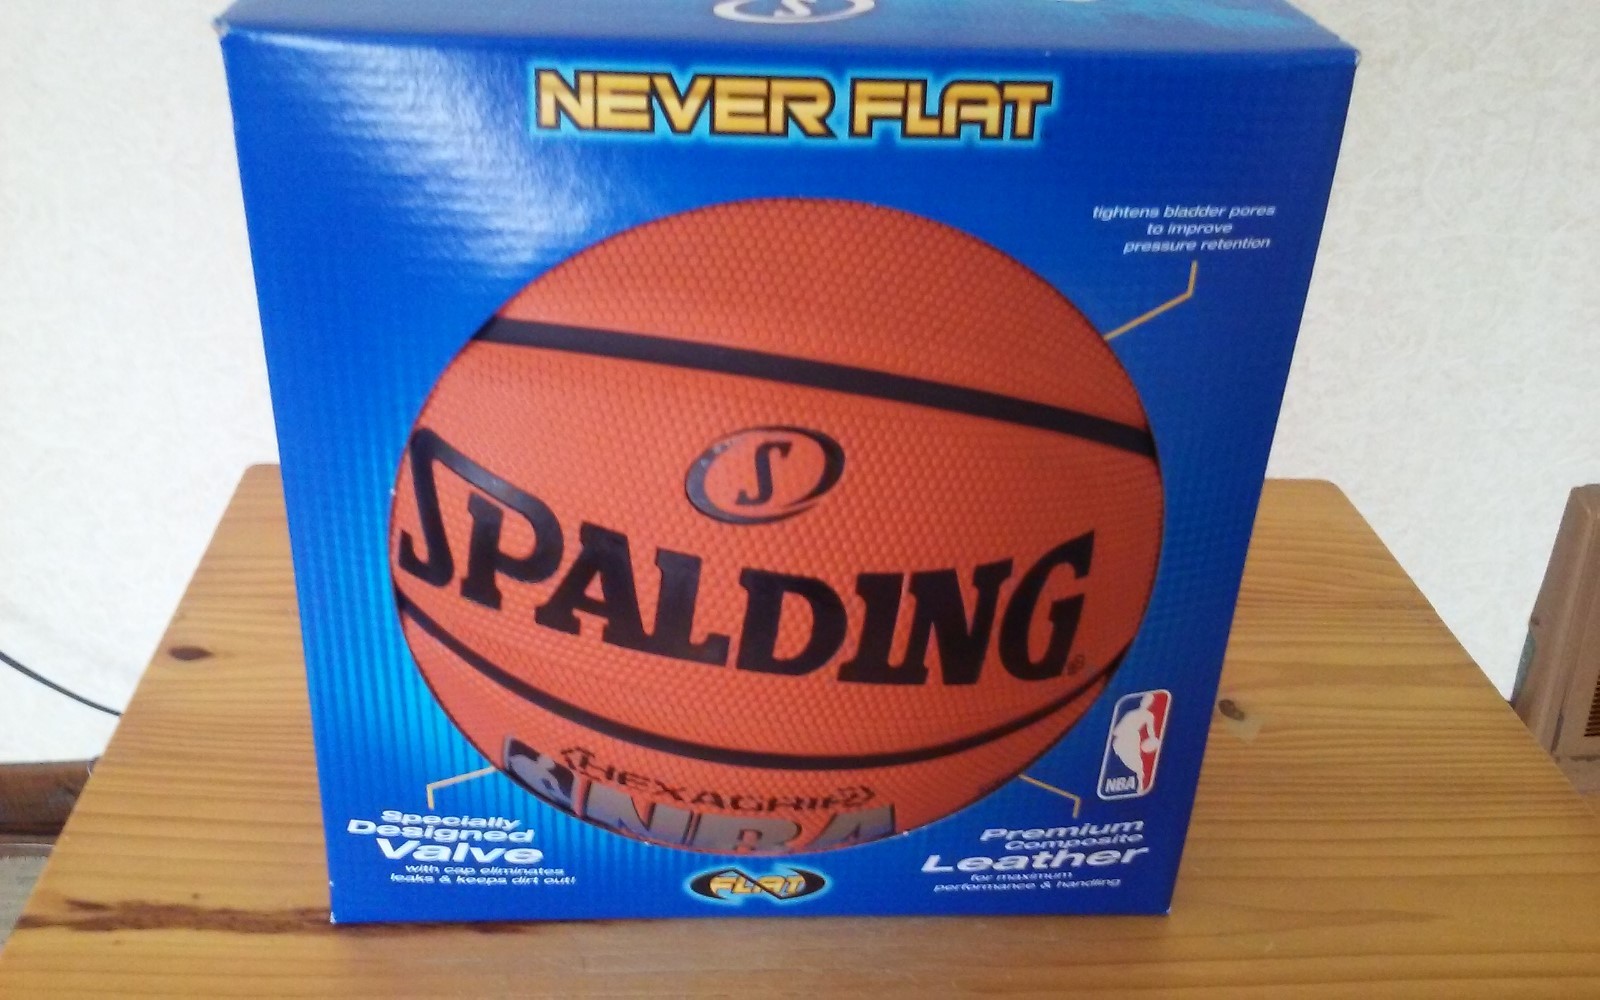 S
NEVER FLAT
tightens bladder pores
to improve
pressure retention
S
SPALDING®
HEXAGRIP
NBA
NBA
Specially
Designed
Valve
with cap eliminates
leaks & keeps dirt out!
Premium
Composite
Leather
for maximum
performance & handling
FLAT